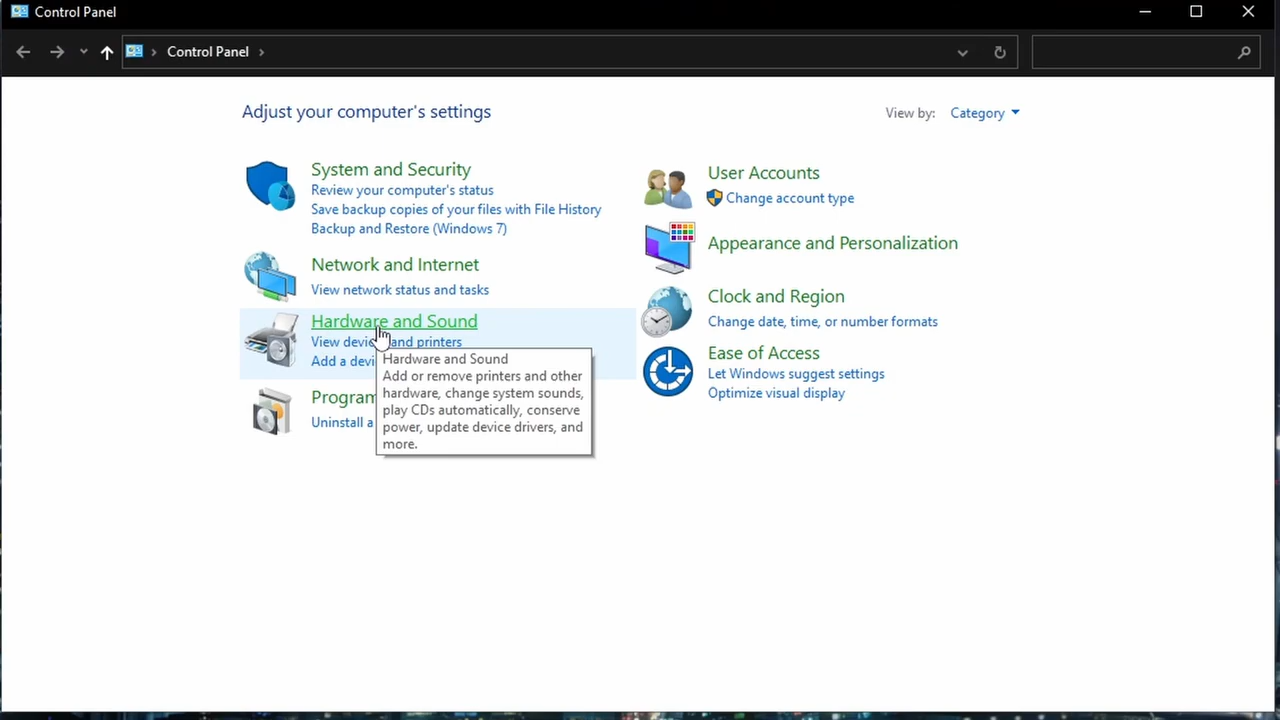 Control Panel
Control Panel
Adjust your computer's settings
View by: Category
System and Security
Review your computer's status
Save backup copies of your files with File History
Backup and Restore (Windows 7)
Network and Internet
View network status and tasks
Hardware and Sound
View devi and printers
Add a devi
Hardware and Sound
Add or remove printers and other
hardware, change system sounds,
play CDs automatically, conserve
power, update device drivers, and
more.
Program
Uninstall a
User Accounts
Change account type
Appearance and Personalization
Clock and Region
Change date, time, or number formats
Ease of Access
Let Windows suggest settings
Optimize visual display